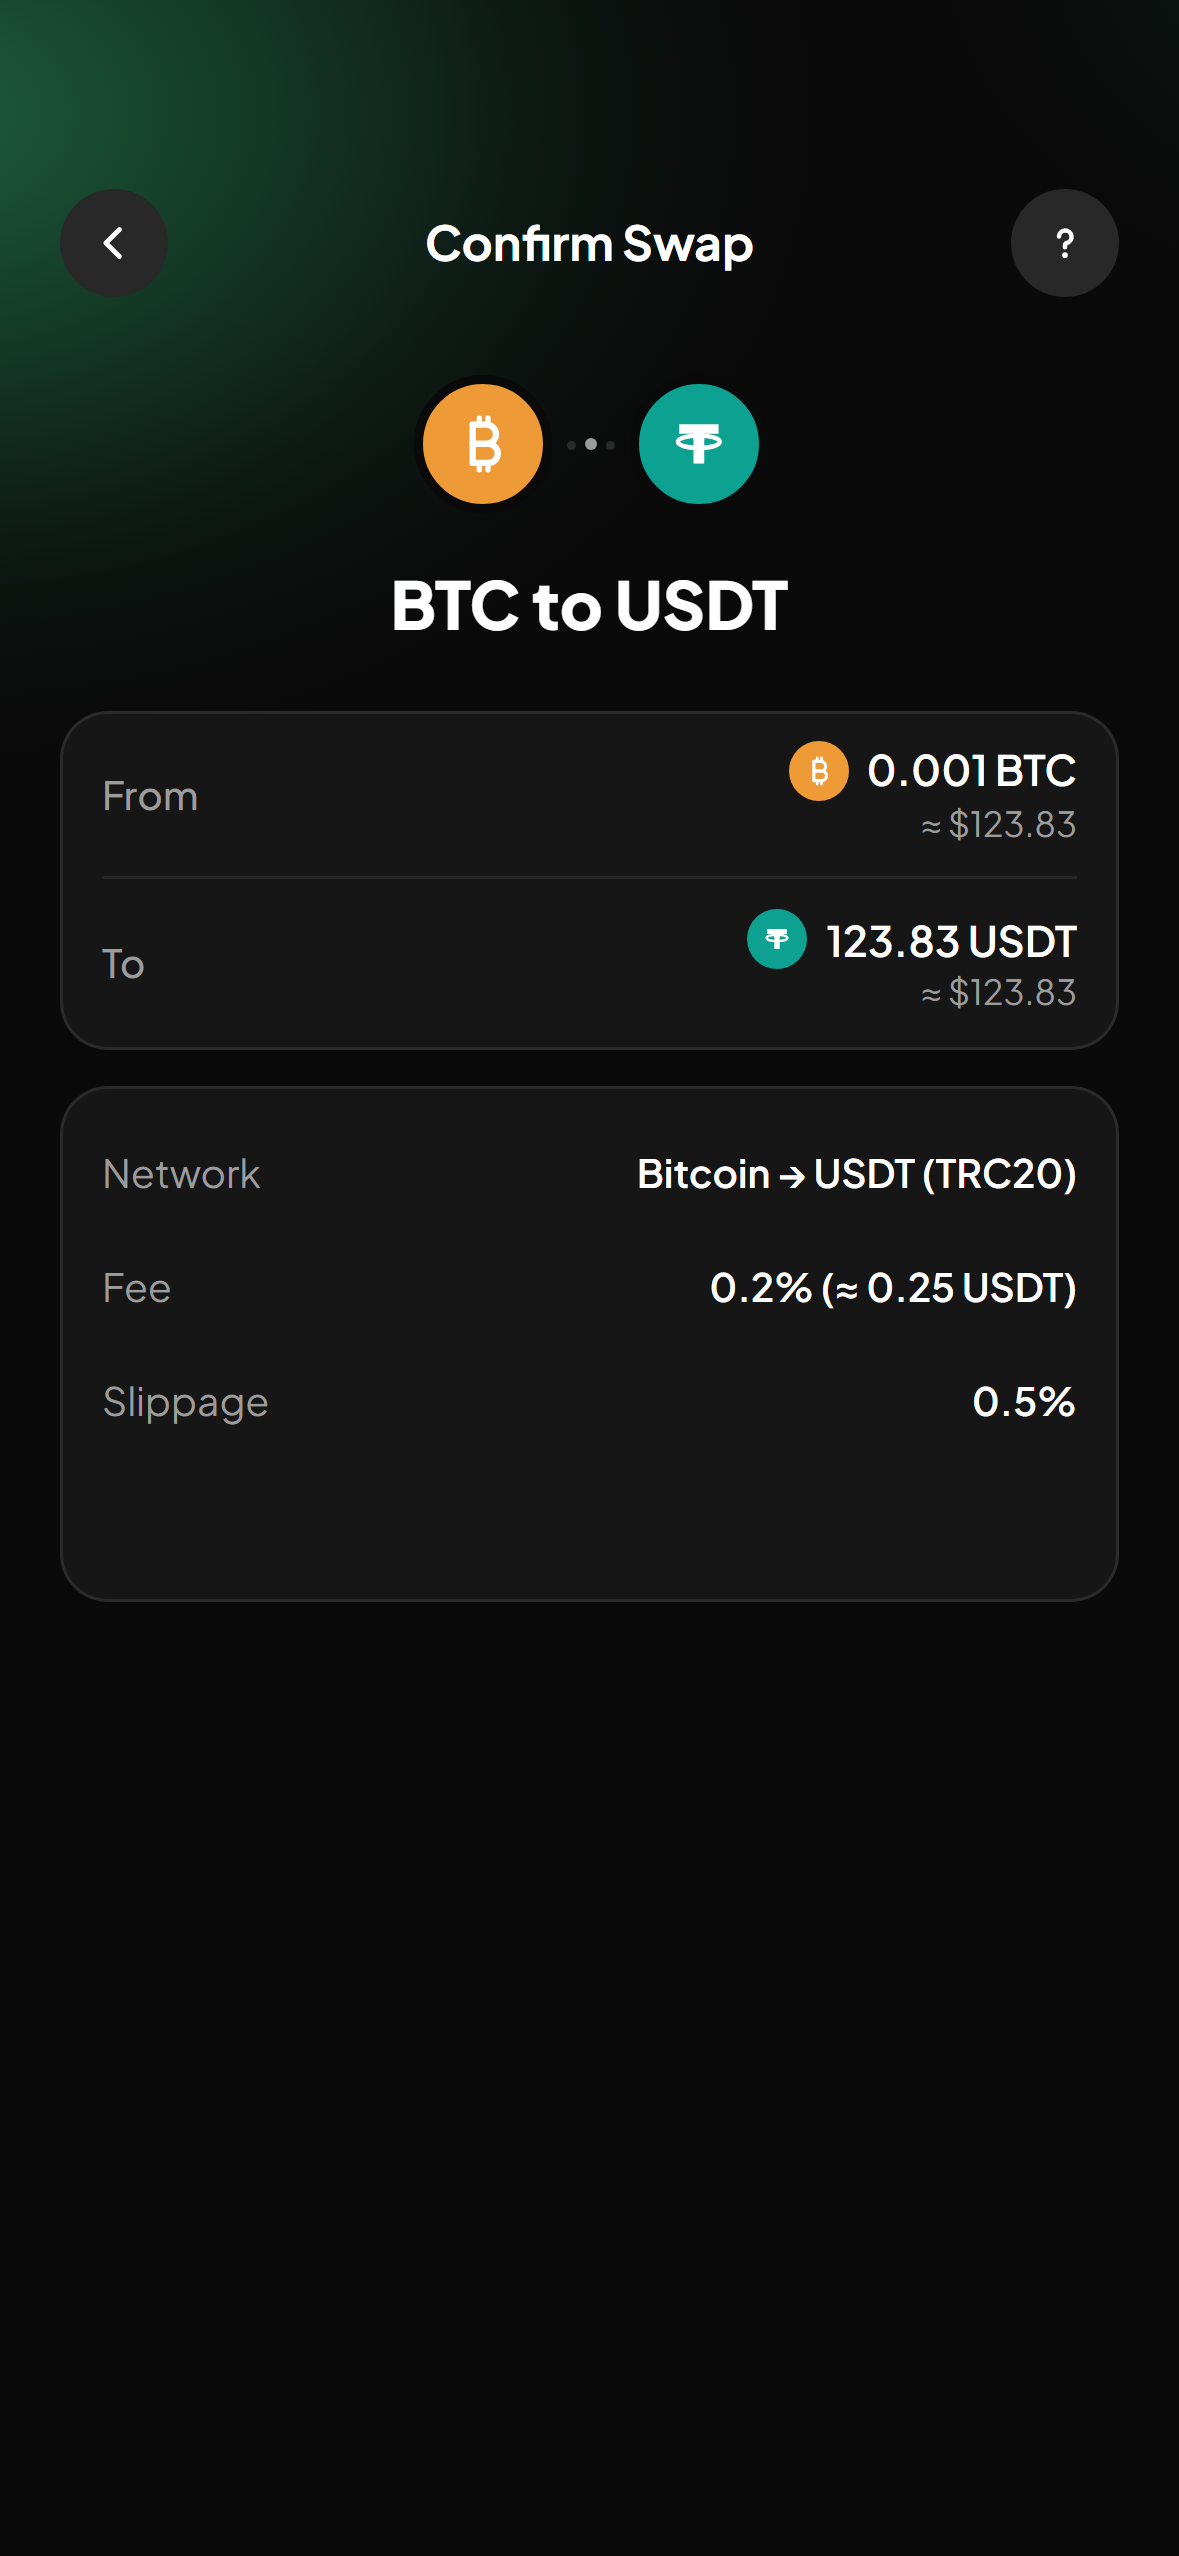 Confirm Swap
?
BTC to USDT
From
0.001 BTC
≈ $123.83
To
123.83 USDT
≈ $123.83
Network
Bitcoin → USDT (TRC20)
Fee
0.2% (≈ 0.25 USDT)
Slippage
0.5%